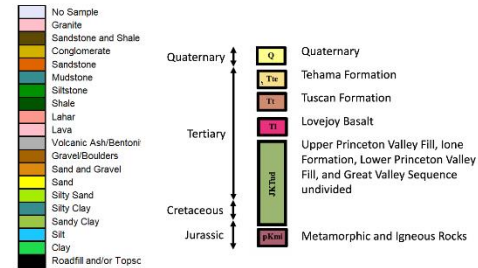 No Sample
Granite
Sandstone and Shale
Conglomerate
Sandstone
Mudstone
Siltstone
Shale
Lahar
Lava
Volcanic Ash/Bentoni
Gravel/Boulders
Sand and Gravel
Sand
Silty Sand
Silty Clay
Sandy Clay
Silt
Clay
Roadfill and/or Topsc
Quaternary
Tertiary
Cretaceous
Jurassic
Q
Quaternary
Tte
Tehama Formation
Tt
Tuscan Formation
Tl
Lovejoy Basalt
JKTud
Upper Princeton Valley Fill, Ione
Formation, Lower Princeton Valley
Fill, and Great Valley Sequence
undivided
pKmi
Metamorphic and Igneous Rocks